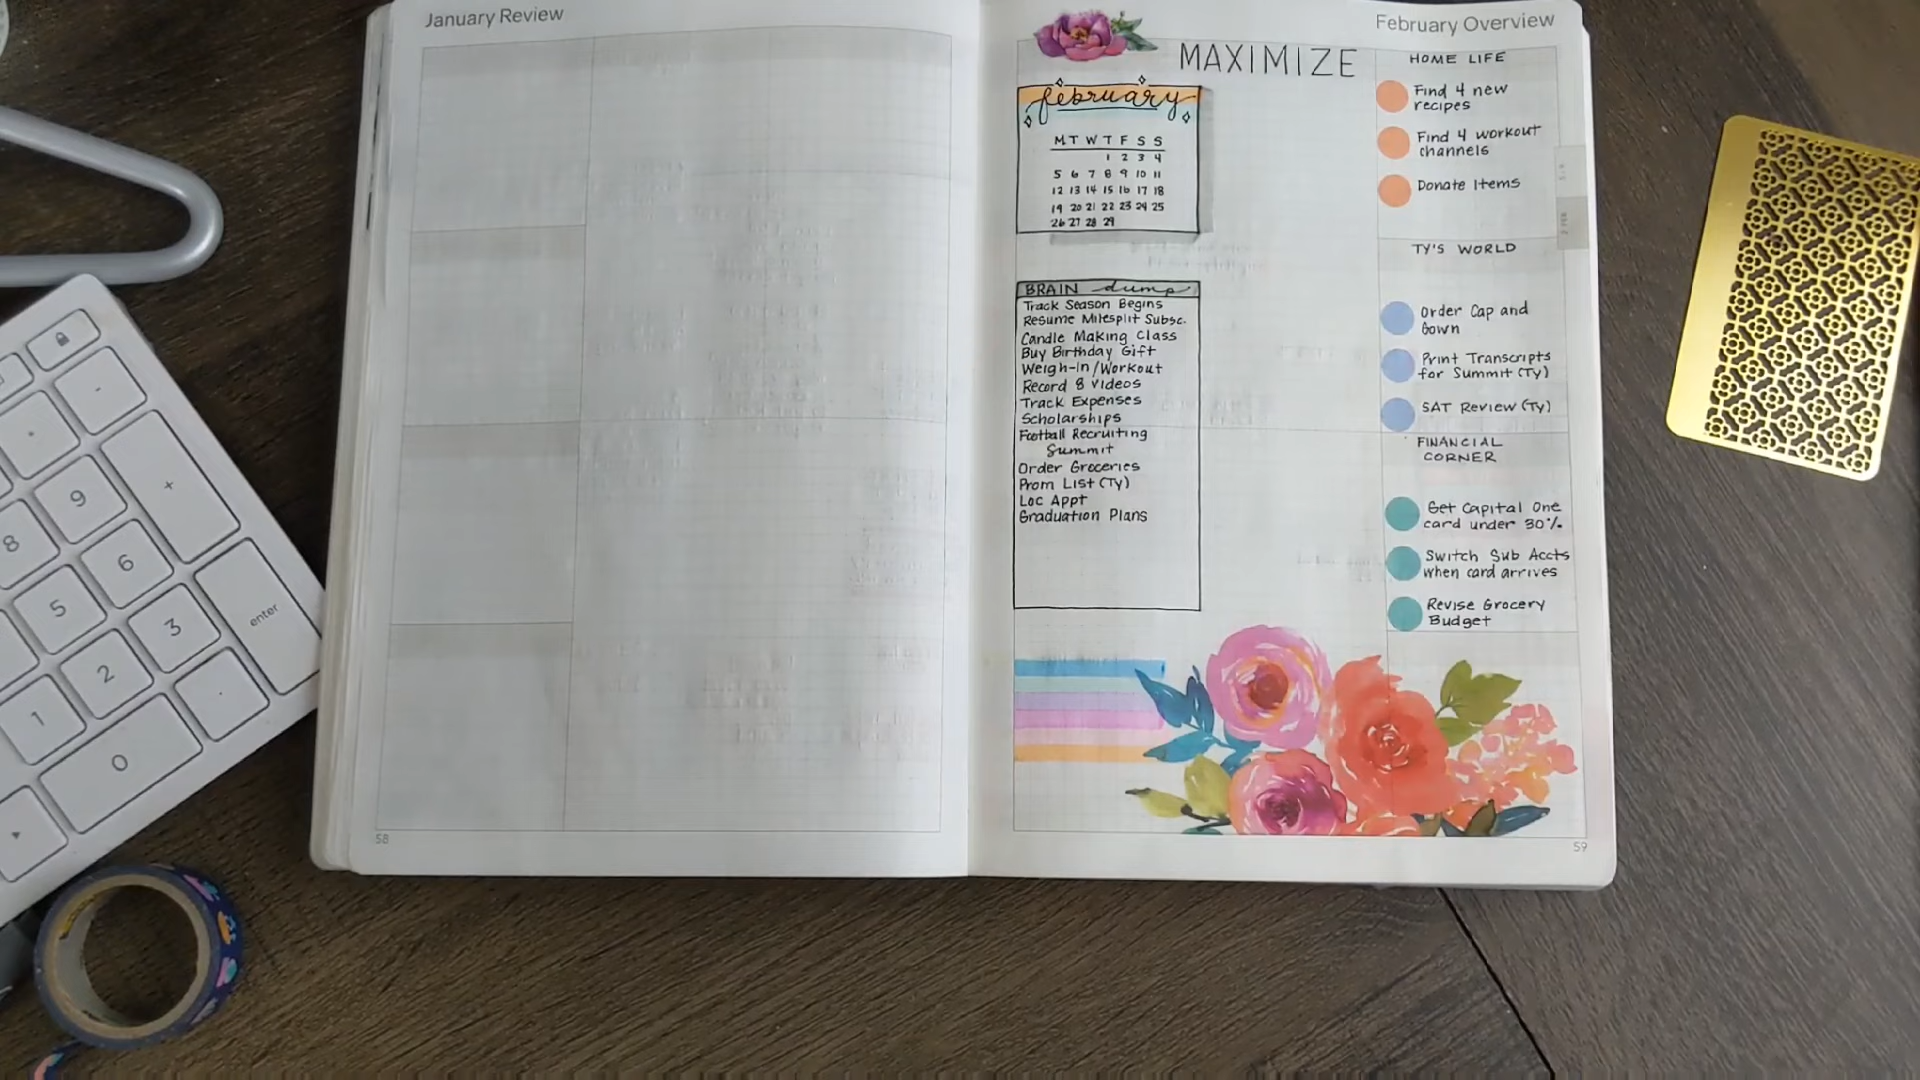 January Review
58
February Overview
MAXIMIZE
february
M T W T F S S
1 2 3 4
5 6 7 8 9 10 11
12 13 14 15 16 17 18
19 20 21 22 23 24 25
26 27 28 29
BRAIN dump
Track Season Begins
Resume Milesplit Subsc.
Candle Making Class
Buy Birthday Gift
Weigh-In/Workout
Record 8 Videos
Track Expenses
Scholarships
Football Recruiting
Summit
Order Groceries
Prom List (Ty)
Loc Appt
Graduation Plans
HOME LIFE
Find 4 new
recipes
Find 4 workout
channels
Donate Items
TY'S WORLD
Order Cap and
Gown
Print Transcripts
for Summit (Ty)
SAT Review (Ty)
FINANCIAL
CORNER
Get Capital One
card under 30%
Switch Sub Accts
when card arrives
Revise Grocery
Budget
2 FEB
59
-
+
9
8
6
5
3
enter
2
1
.
0